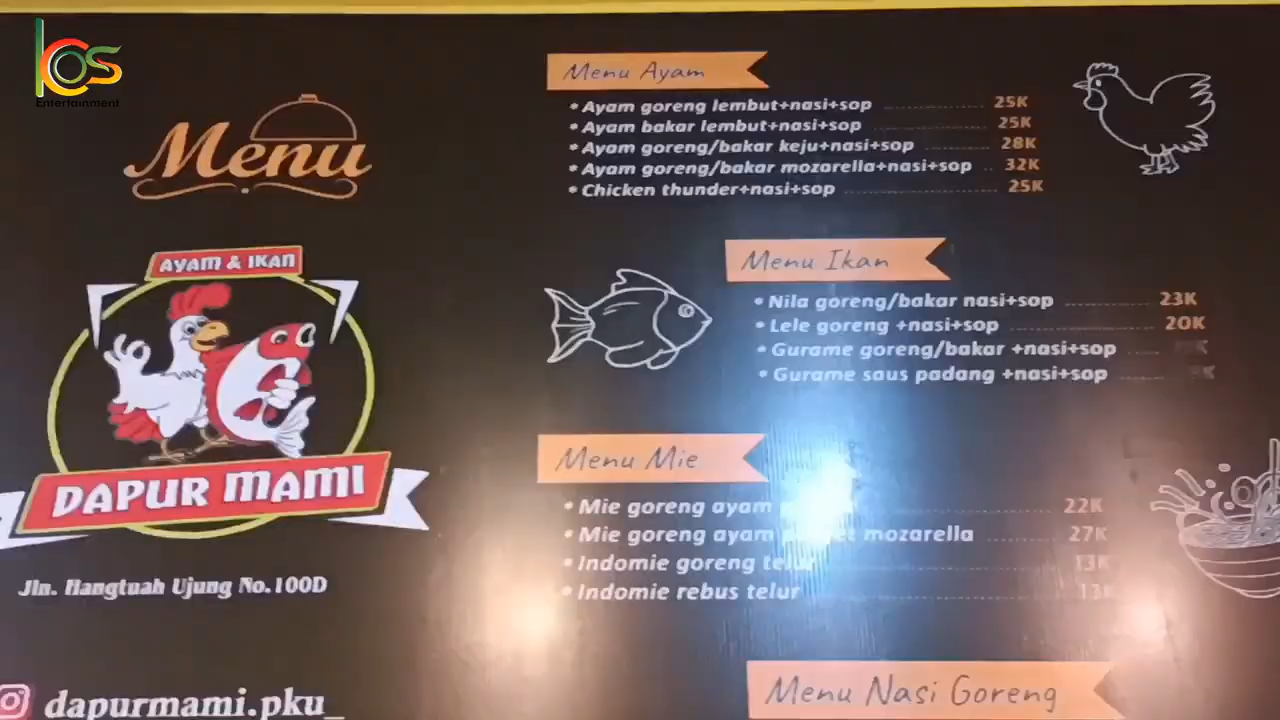 KOS
Entertainment
Menu
AYAM & IKAN
DAPUR MAMI
Jln. Hangtuah Ujung No.100D
dapurmami.pku_
Menu Ayam
• Ayam goreng lembut+nasi+sop ........ 25K
• Ayam bakar lembut+nasi+sop ........ 25K
• Ayam goreng/bakar keju+nasi+sop ........ 28K
• Ayam goreng/bakar mozarella+nasi+sop .. 32K
• Chicken thunder+nasi+sop ........ 25K
Menu Ikan
• Nila goreng/bakar nasi+sop ........ 23K
• Lele goreng +nasi+sop ........ 20K
• Gurame goreng/bakar +nasi+sop
• Gurame saus padang +nasi+sop
Menu Mie
• Mie goreng ayam ........ 22K
• Mie goreng ayam mozarella ........ 27K
• Indomie goreng telur ........ 13K
• Indomie rebus telur ........ 13K
Menu Nasi Goreng